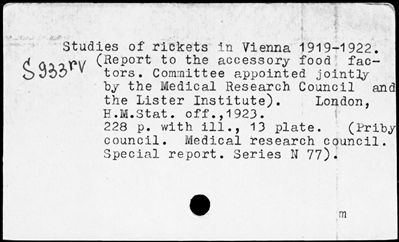 Studies of rickets in Vienna 1919-1922.
S 933rv (Report to the accessory food fac-
tors. Committee appointed jointly
by the Medical Research Council and
the Lister Institute). London,
H.M.Stat. off.,1923.
228 p. with ill., 13 plate. (Priby
council. Medical research council.
Special report. Series N 77).
m